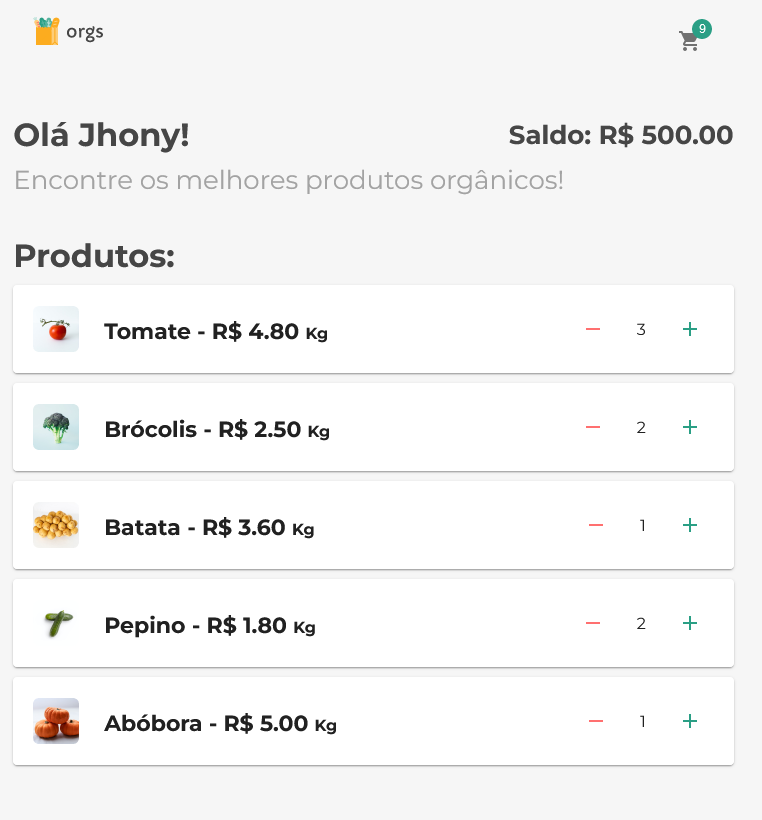 orgs
9
Olá Jhony!
Saldo: R$ 500.00
Encontre os melhores produtos orgânicos!
Produtos:
Tomate - R$ 4.80 Kg
3
Brócolis - R$ 2.50 Kg
2
Batata - R$ 3.60 Kg
1
Pepino - R$ 1.80 Kg
2
Abóbora - R$ 5.00 Kg
1